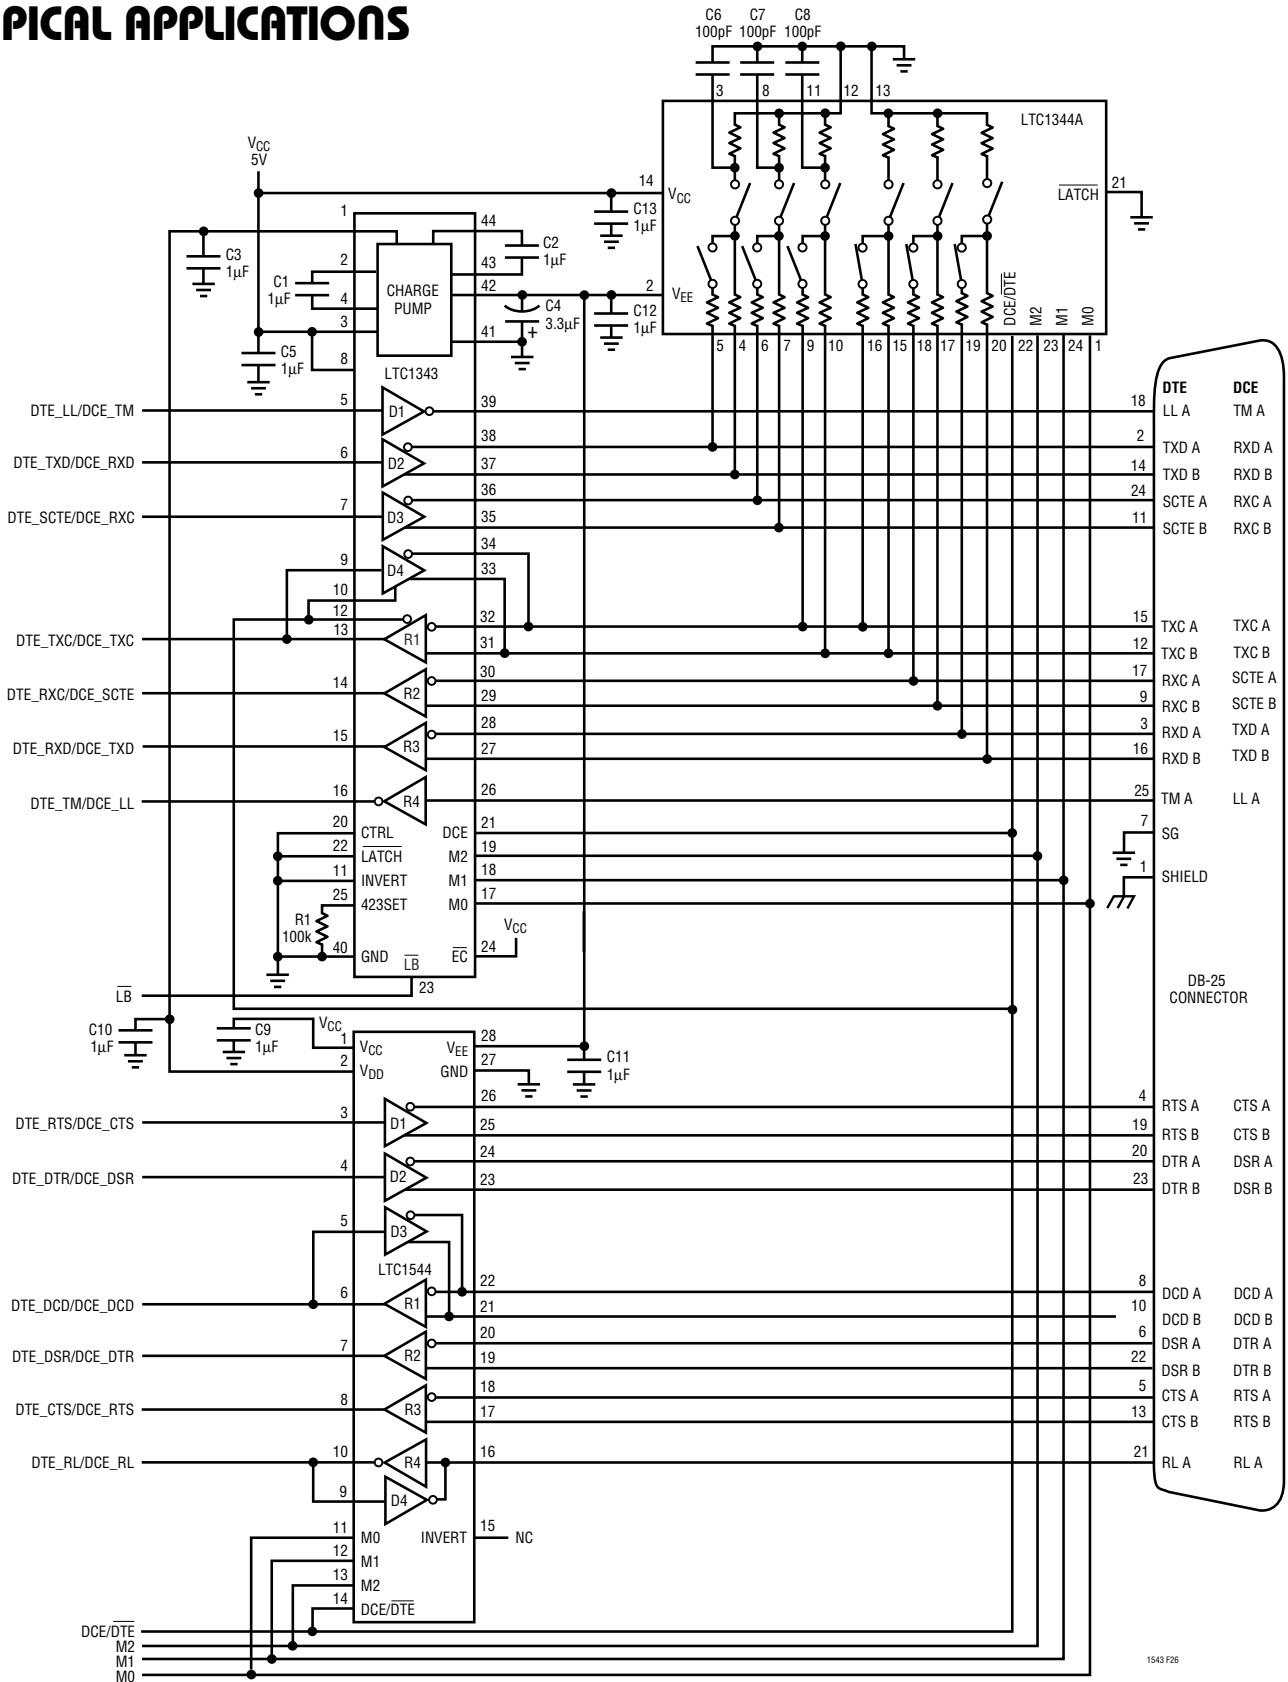 PICAL APPLICATIONS
C6 C7 C8
100pF 100pF 100pF
3 8 11 12 13
LTC1344A
VCC
5V
14 VCC
LATCH 21
C13
1µF
1 44
C3
1µF
C2
1µF
2 43
C1
1µF
CHARGE
PUMP
42 2 VEE
4
C4
3.3µF
+
C12
1µF
DCE/DTE M2 M1 M0
3 41
C5
1µF
8
5 4 6 7 9 10 16 15 18 17 19 20 22 23 24 1
LTC1343
DTE DCE
DTE_LL/DCE_TM 5 D1 39 18 LL A TM A
38 2 TXD A RXD A
DTE_TXD/DCE_RXD 6 D2 37 14 TXD B RXD B
36 24 SCTE A RXC A
DTE_SCTE/DCE_RXC 7 D3 35 11 SCTE B RXC B
34
9 D4 33
10
12 32 15 TXC A TXC A
DTE_TXC/DCE_TXC 13 R1 31 12 TXC B TXC B
30 17 RXC A SCTE A
DTE_RXC/DCE_SCTE 14 R2 29 9 RXC B SCTE B
28 3 RXD A TXD A
DTE_RXD/DCE_TXD 15 R3 27 16 RXD B TXD B
DTE_TM/DCE_LL 16 R4 26 25 TM A LL A
20 CTRL DCE 21 7 SG
22 LATCH M2 19
11 INVERT M1 18 1 SHIELD
25 423SET M0 17
R1
100k
VCC
40 GND LB EC 24
23
LB
DB-25
CONNECTOR
C10
1µF
C9
1µF
VCC
1 VCC VEE 28
2 VDD GND 27
C11
1µF
26 4 RTS A CTS A
DTE_RTS/DCE_CTS 3 D1 25 19 RTS B CTS B
24 20 DTR A DSR A
DTE_DTR/DCE_DSR 4 D2 23 23 DTR B DSR B
5 D3
LTC1544
22 8 DCD A DCD A
DTE_DCD/DCE_DCD 6 R1 21 10 DCD B DCD B
20 6 DSR A DTR A
DTE_DSR/DCE_DTR 7 R2 19 22 DSR B DTR B
18 5 CTS A RTS A
DTE_CTS/DCE_RTS 8 R3 17 13 CTS B RTS B
DTE_RL/DCE_RL 10 R4 16 21 RL A RL A
9 D4
11 M0 INVERT 15 NC
12 M1
13 M2
14 DCE/DTE
DCE/DTE
M2
M1
M0
1543 F26